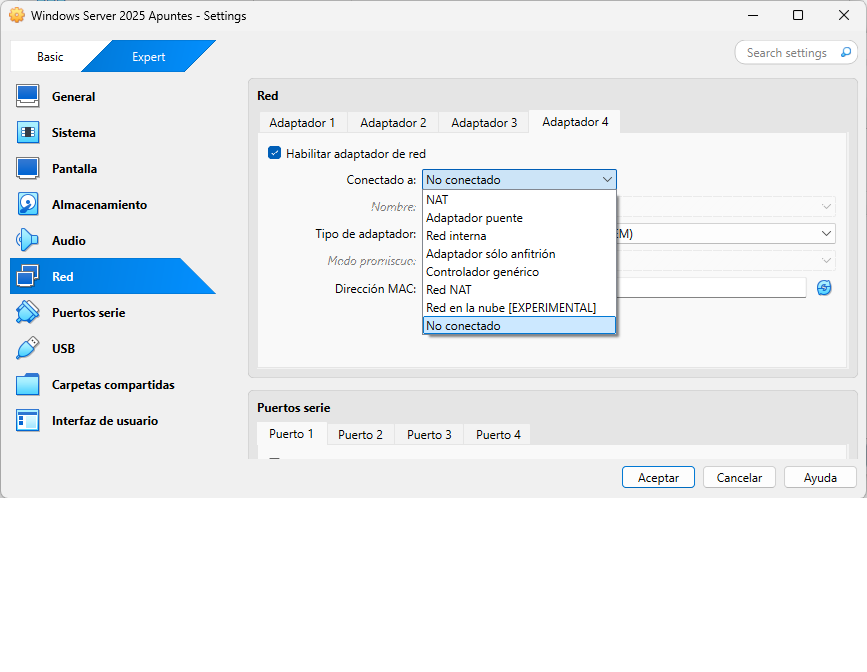 Windows Server 2025 Apuntes - Settings
Basic
Expert
Search settings
General
Sistema
Pantalla
Almacenamiento
Audio
Red
Puertos serie
USB
Carpetas compartidas
Interfaz de usuario
Red
Adaptador 1
Adaptador 2
Adaptador 3
Adaptador 4
Habilitar adaptador de red
Conectado a:
No conectado
NAT
Adaptador puente
Red interna
Adaptador sólo anfitrión
Controlador genérico
Red NAT
Red en la nube [EXPERIMENTAL]
No conectado
Nombre:
Tipo de adaptador:
Modo promiscuo:
Dirección MAC:
Puertos serie
Puerto 1
Puerto 2
Puerto 3
Puerto 4
Aceptar
Cancelar
Ayuda